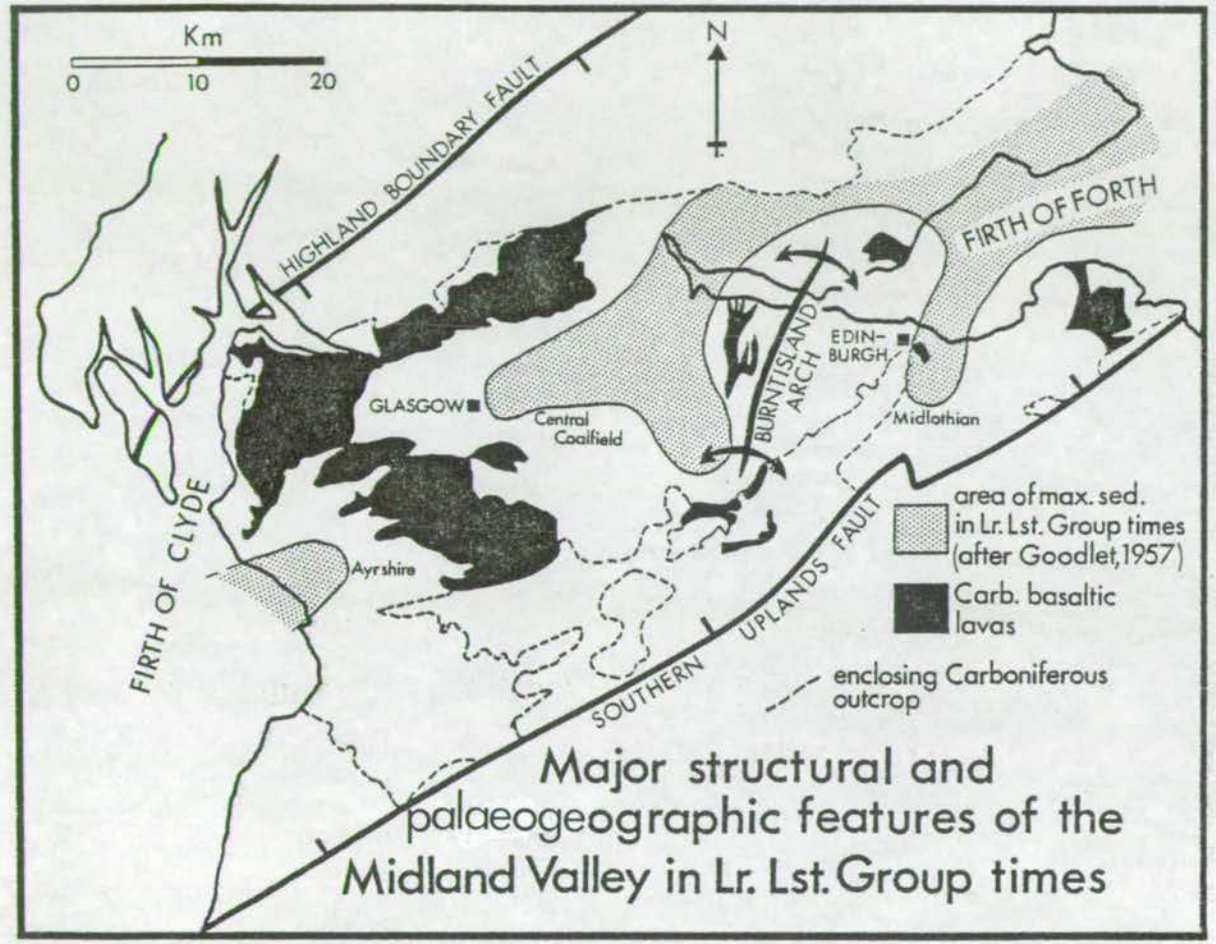 Km
0 10 20
N
HIGHLAND BOUNDARY FAULT
FIRTH OF FORTH
EDIN-
BURGH
BURNTISLAND
ARCH
GLASGOW
Central
Coalfield
Midlothian
FIRTH OF CLYDE
Ayrshire
SOUTHERN UPLANDS FAULT
area of max. sed.
in Lr. Lst. Group times
(after Goodlet, 1957)
Carb. basaltic
lavas
enclosing Carboniferous
outcrop
Major structural and
palaeogeographic features of the
Midland Valley in Lr. Lst. Group times